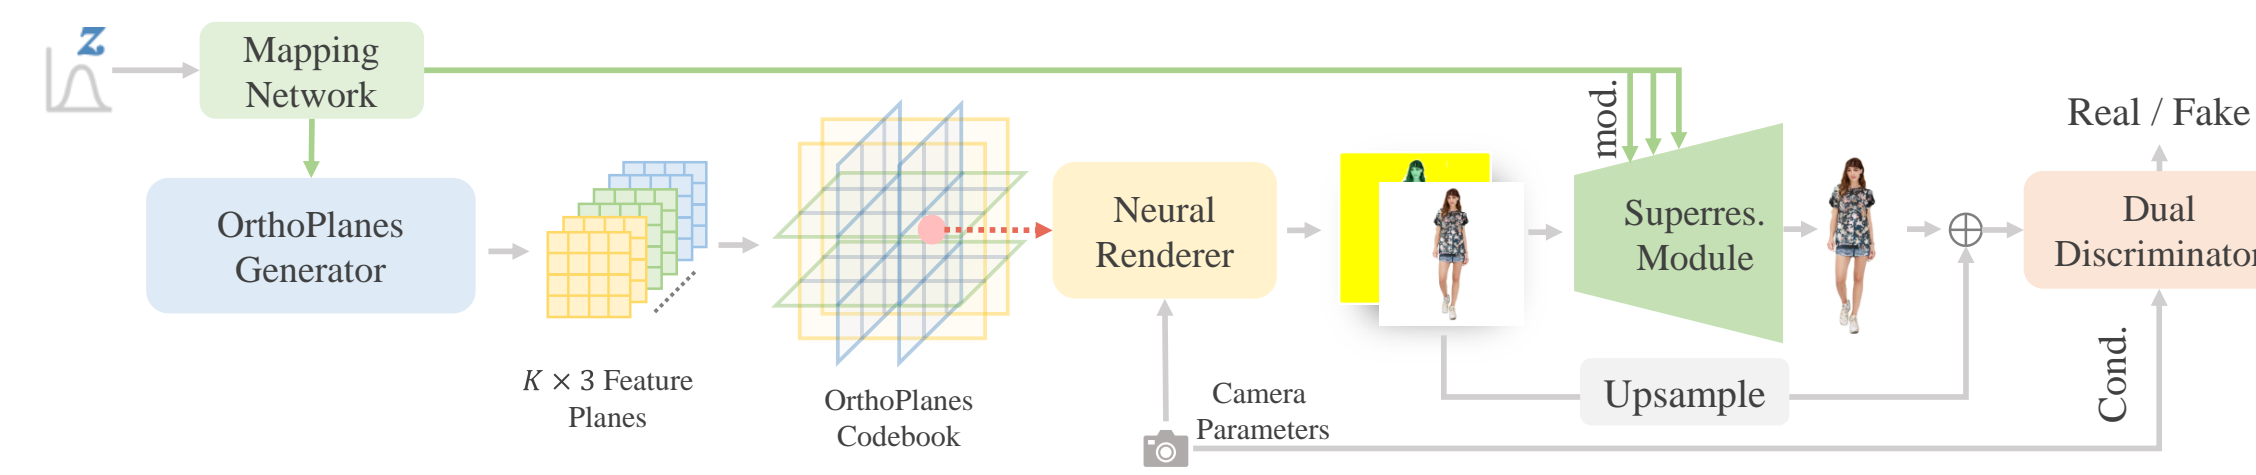 z
Mapping
Network
mod.
Real / Fake
OrthoPlanes
Generator
Neural
Renderer
Superres.
Module
Dual
Discriminator
K × 3 Feature
Planes
OrthoPlanes
Codebook
Camera
Parameters
Upsample
Cond.